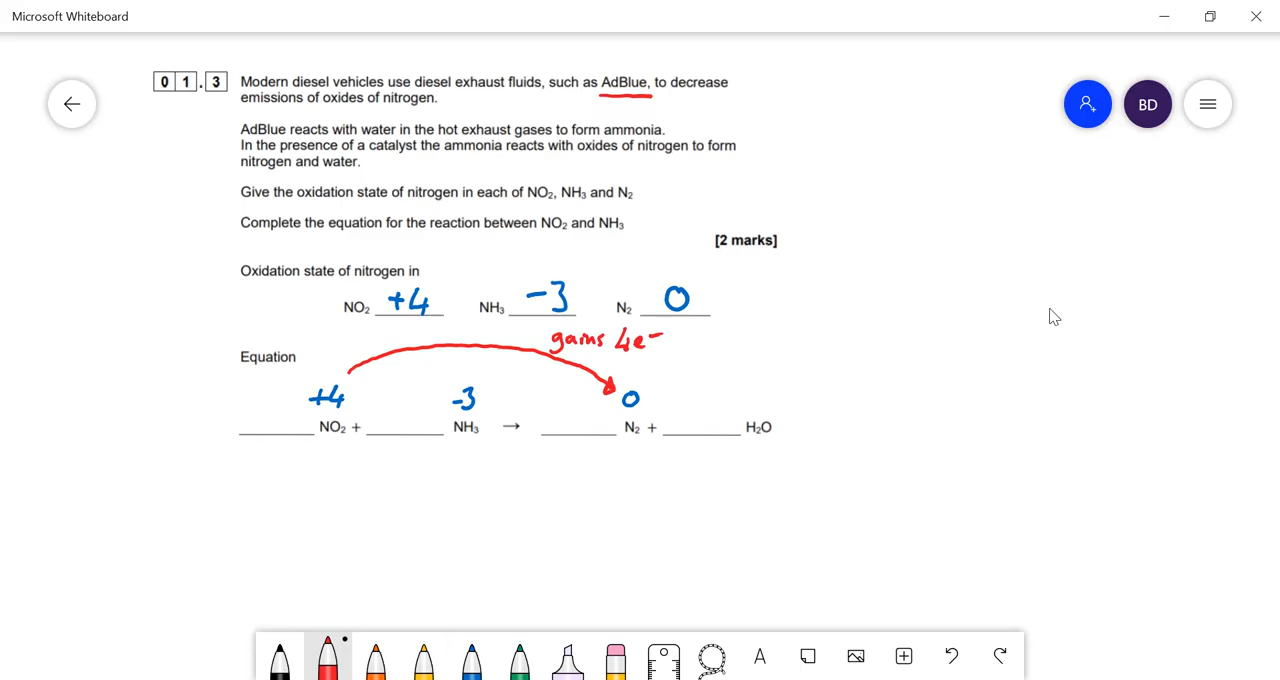 Microsoft Whiteboard
0 1 . 3 Modern diesel vehicles use diesel exhaust fluids, such as AdBlue, to decrease
emissions of oxides of nitrogen.
BD
AdBlue reacts with water in the hot exhaust gases to form ammonia.
In the presence of a catalyst the ammonia reacts with oxides of nitrogen to form
nitrogen and water.
Give the oxidation state of nitrogen in each of NO₂, NH₃ and N₂
Complete the equation for the reaction between NO₂ and NH₃
[2 marks]
Oxidation state of nitrogen in
NO₂ +4 NH₃ -3 N₂ 0
gains 4e⁻
Equation
+4 -3 0
______ NO₂ + ______ NH₃ → ______ N₂ + ______ H₂O
A